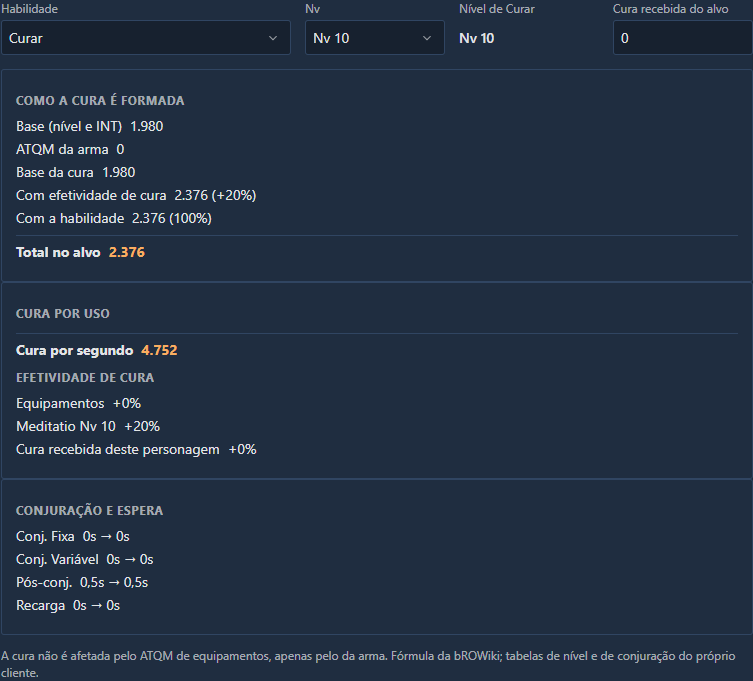 Habilidade Nv Nível de Curar Cura recebida do alvo
Curar Nv 10 Nv 10 0
COMO A CURA É FORMADA
Base (nível e INT) 1.980
ATQM da arma 0
Base da cura 1.980
Com efetividade de cura 2.376 (+20%)
Com a habilidade 2.376 (100%)
Total no alvo 2.376
CURA POR USO
Cura por segundo 4.752
EFETIVIDADE DE CURA
Equipamentos +0%
Meditatio Nv 10 +20%
Cura recebida deste personagem +0%
CONJURAÇÃO E ESPERA
Conj. Fixa 0s → 0s
Conj. Variável 0s → 0s
Pós-conj. 0,5s → 0,5s
Recarga 0s → 0s
A cura não é afetada pelo ATQM de equipamentos, apenas pelo da arma. Fórmula da bROWiki; tabelas de nível e de conjuração do próprio
cliente.